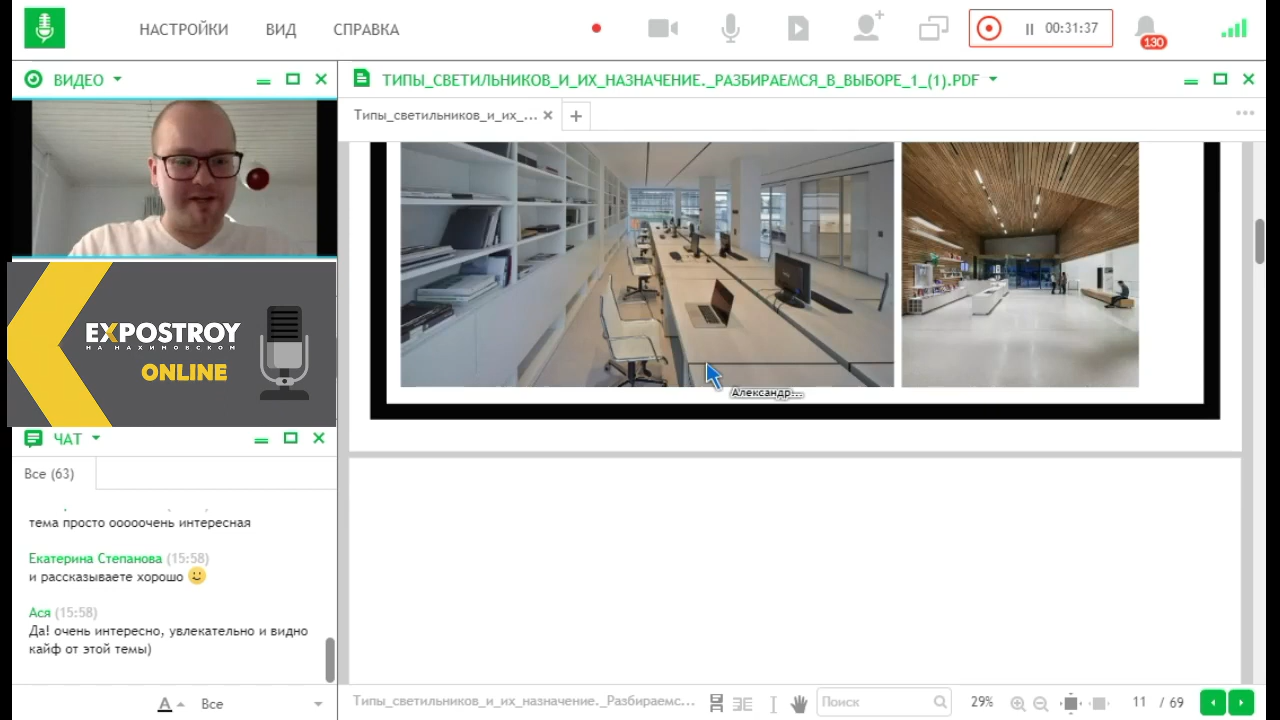 НАСТРОЙКИ ВИД СПРАВКА
00:31:37
130
ВИДЕО
ТИПЫ_СВЕТИЛЬНИКОВ_И_ИХ_НАЗНАЧЕНИЕ._РАЗБИРАЕМСЯ_В_ВЫБОРЕ_1_(1).PDF
Типы_светильников_и_их_...
Александр...
EXPOSTROY
НА НАХИМОВСКОМ
ONLINE
ЧАТ
Все (63)
тема просто оооооочень интересная
Екатерина Степанова (15:58)
и рассказываете хорошо
Ася (15:58)
Да! очень интересно, увлекательно и видно
кайф от этой темы)
A Все
Типы_светильников_и_их_назначение._Разбираемс...
Поиск
29%
11 / 69